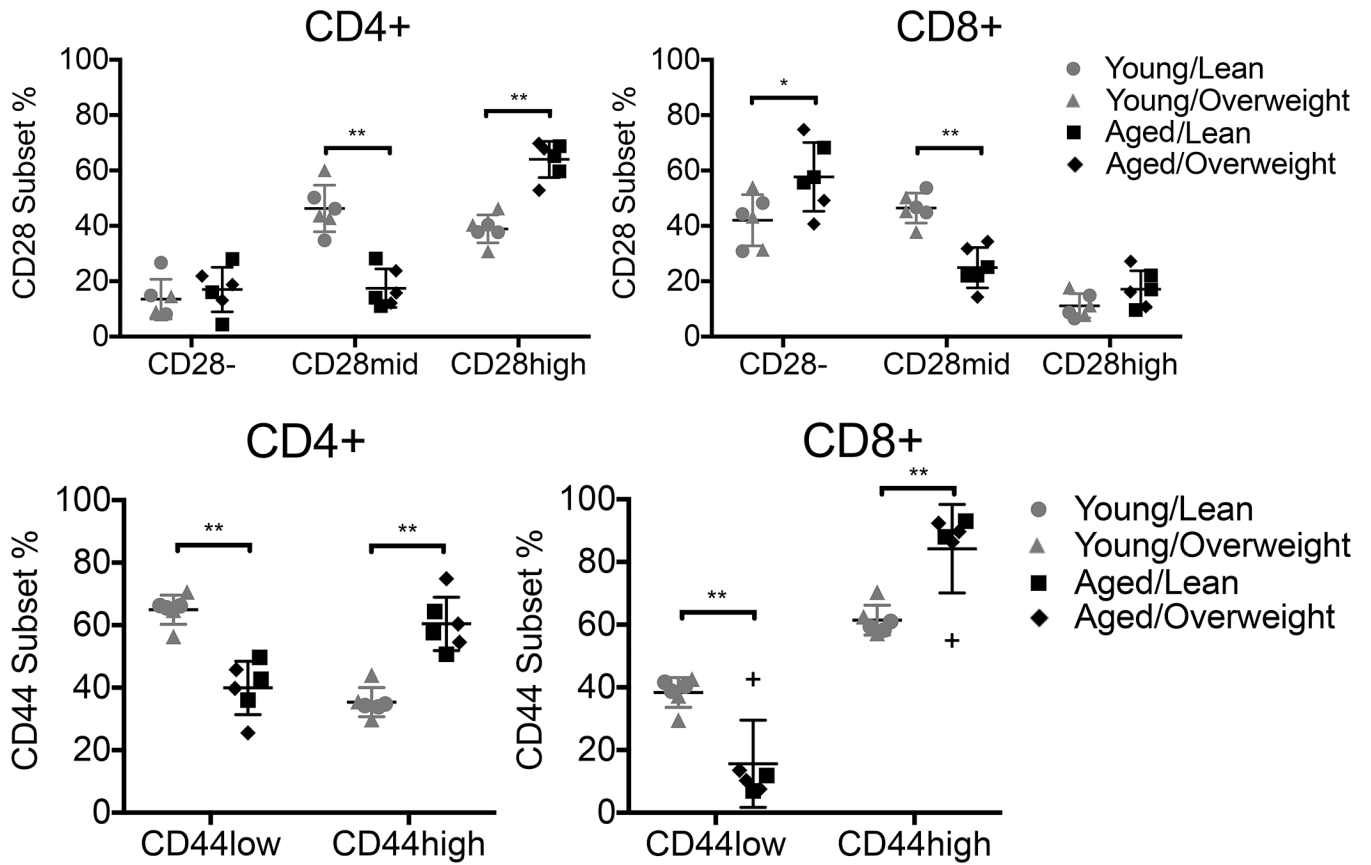 CD4+
CD8+
CD28 Subset %
100
80
60
40
20
0
**
**
CD28-
CD28mid
CD28high
CD28 Subset %
100
80
60
40
20
0
*
**
CD28-
CD28mid
CD28high
Young/Lean
Young/Overweight
Aged/Lean
Aged/Overweight
CD4+
CD8+
CD44 Subset %
100
80
60
40
20
0
**
**
CD44low
CD44high
CD44 Subset %
100
80
60
40
20
0
**
**
CD44low
CD44high
Young/Lean
Young/Overweight
Aged/Lean
Aged/Overweight